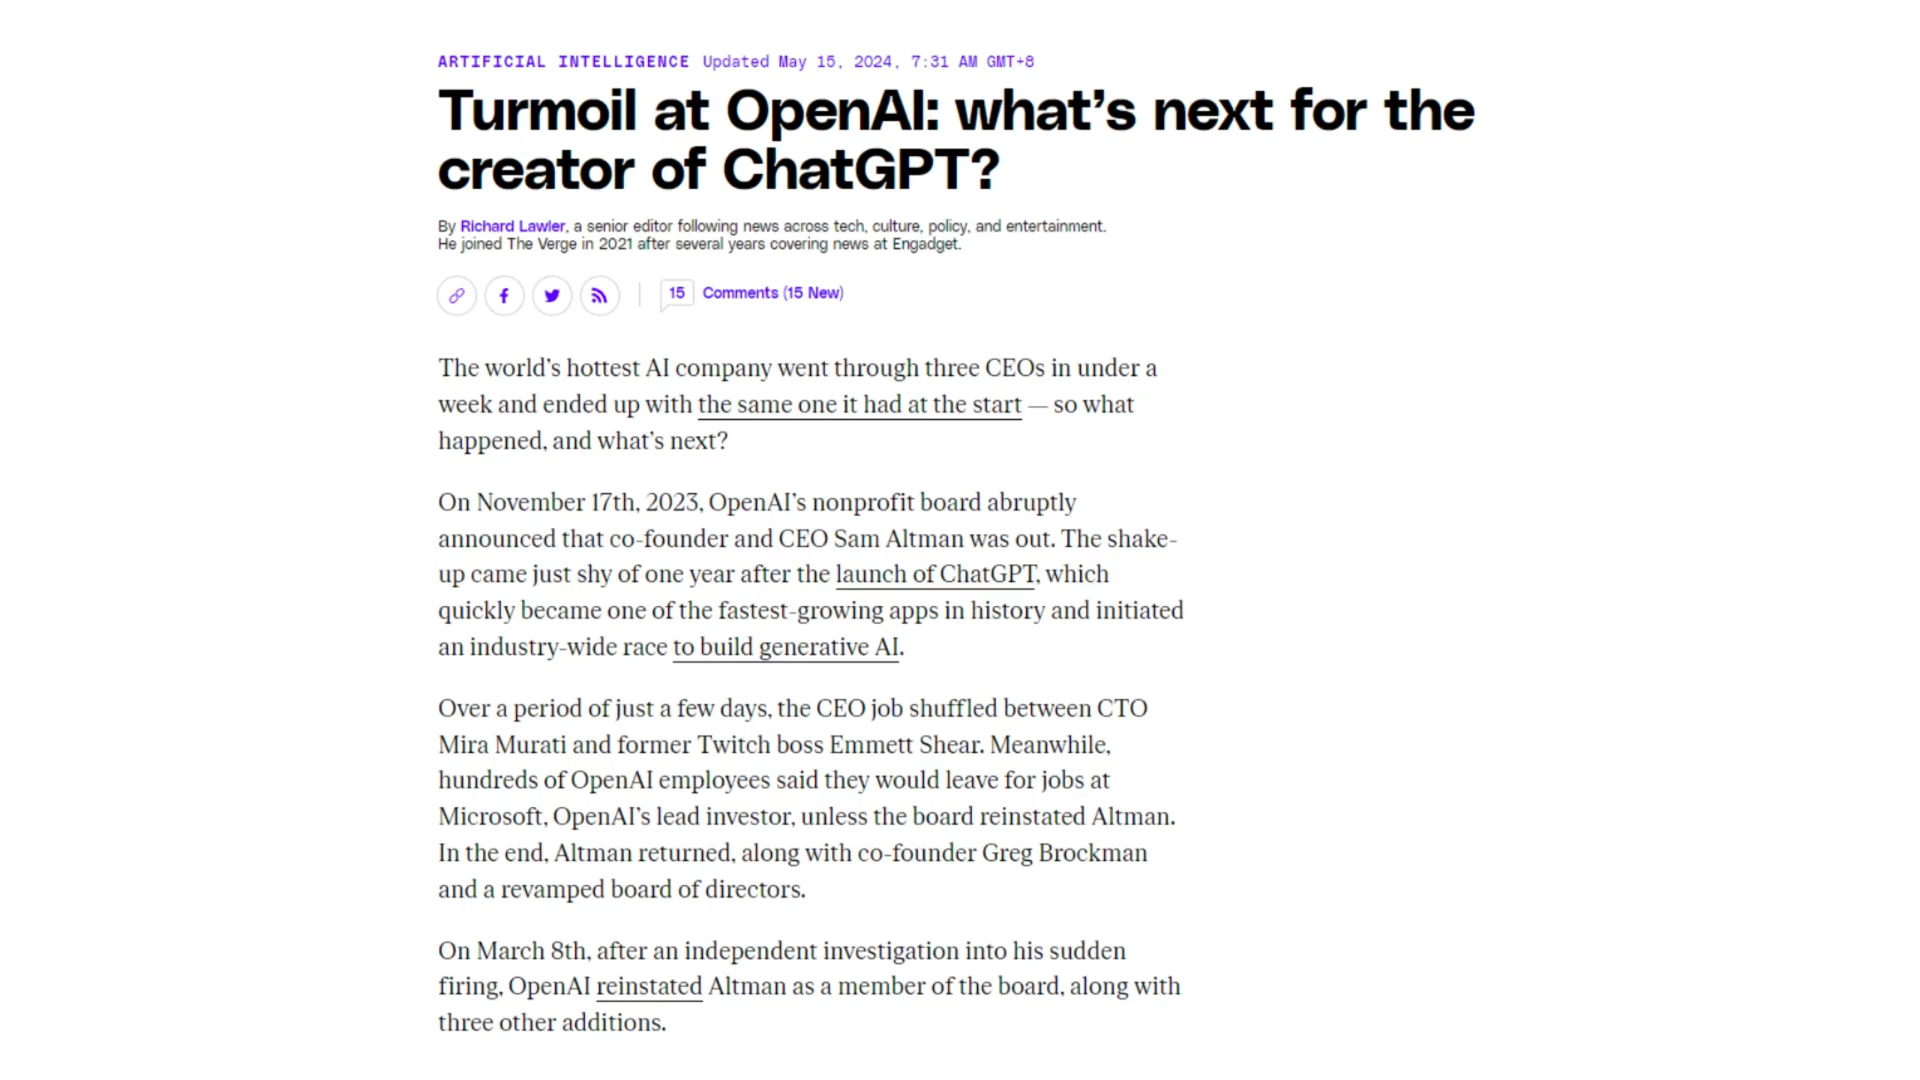 ARTIFICIAL INTELLIGENCE Updated May 15, 2024, 7:31 AM GMT+8
Turmoil at OpenAI: what’s next for the
creator of ChatGPT?
By Richard Lawler, a senior editor following news across tech, culture, policy, and entertainment.
He joined The Verge in 2021 after several years covering news at Engadget.
15 Comments (15 New)
The world’s hottest AI company went through three CEOs in under a
week and ended up with the same one it had at the start — so what
happened, and what’s next?
On November 17th, 2023, OpenAI’s nonprofit board abruptly
announced that co-founder and CEO Sam Altman was out. The shake-
up came just shy of one year after the launch of ChatGPT, which
quickly became one of the fastest-growing apps in history and initiated
an industry-wide race to build generative AI.
Over a period of just a few days, the CEO job shuffled between CTO
Mira Murati and former Twitch boss Emmett Shear. Meanwhile,
hundreds of OpenAI employees said they would leave for jobs at
Microsoft, OpenAI’s lead investor, unless the board reinstated Altman.
In the end, Altman returned, along with co-founder Greg Brockman
and a revamped board of directors.
On March 8th, after an independent investigation into his sudden
firing, OpenAI reinstated Altman as a member of the board, along with
three other additions.